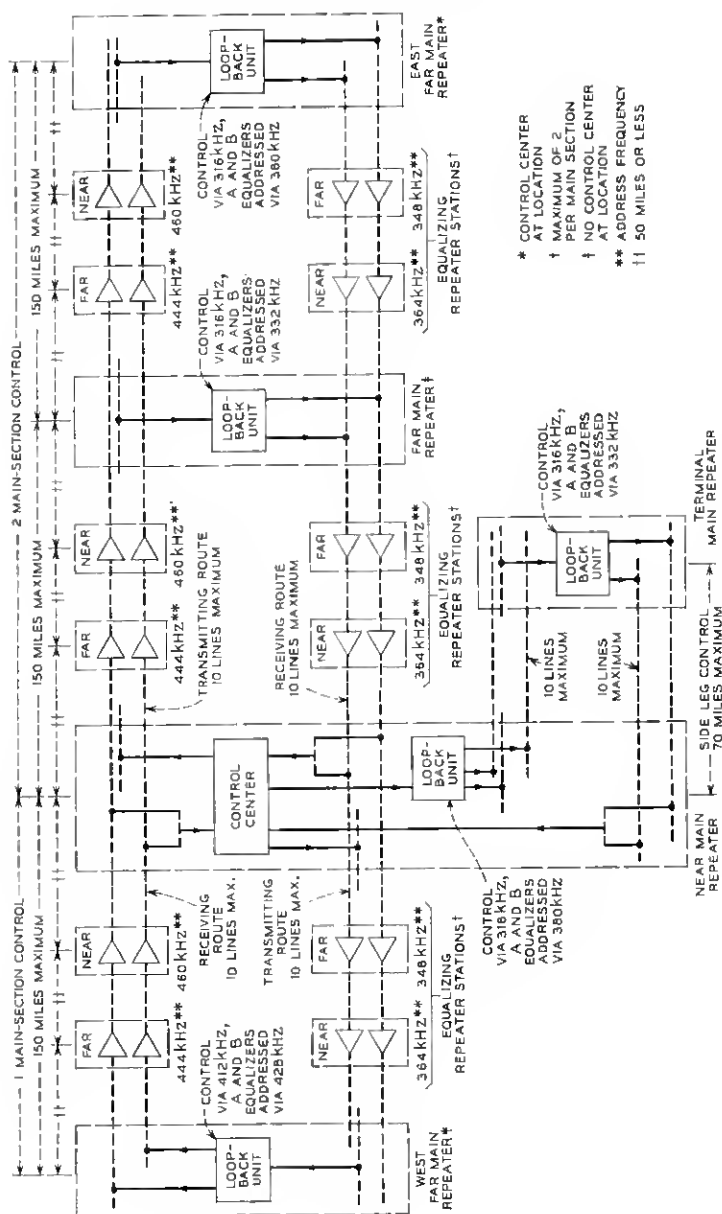 2 MAIN-SECTION CONTROL
1 MAIN-SECTION CONTROL
150 MILES MAXIMUM
150 MILES MAXIMUM
150 MILES MAXIMUM
††
††
††
††
††
††
††
††
††
FAR
444 kHz**
NEAR
460 kHz**
FAR
444 kHz**
NEAR
460 kHz**
FAR
444 kHz**
NEAR
460 kHz**
CONTROL
VIA 412 kHz,
A AND B
EQUALIZERS
ADDRESSED
VIA 428 kHz
LOOP-
BACK
UNIT
WEST
FAR MAIN
REPEATER*
RECEIVING
ROUTE
10 LINES MAX.
TRANSMITTING
ROUTE
10 LINES MAX.
NEAR
364 kHz**
FAR
348 kHz**
EQUALIZING
REPEATER STATIONS†
CONTROL
CENTER
TRANSMITTING ROUTE
10 LINES MAXIMUM
RECEIVING ROUTE
10 LINES MAXIMUM
NEAR
364 kHz**
FAR
348 kHz**
EQUALIZING
REPEATER STATIONS†
LOOP-
BACK
UNIT
CONTROL
VIA 316 kHz,
A AND B
EQUALIZERS
ADDRESSED
VIA 332 kHz
FAR MAIN
REPEATER‡
NEAR
364 kHz**
FAR
348 kHz**
EQUALIZING
REPEATER STATIONS†
CONTROL
VIA 316 kHz,
A AND B
EQUALIZERS
ADDRESSED
VIA 380 kHz
LOOP-
BACK
UNIT
EAST
FAR MAIN
REPEATER*
LOOP-
BACK
UNIT
CONTROL
VIA 318 kHz,
A AND B
EQUALIZERS
ADDRESSED
VIA 380 kHz
NEAR MAIN
REPEATER
10 LINES
MAXIMUM
10 LINES
MAXIMUM
SIDE LEG CONTROL
70 MILES MAXIMUM
LOOP-
BACK
UNIT
CONTROL
VIA 316 kHz,
A AND B
EQUALIZERS
ADDRESSED
VIA 332 kHz
TERMINAL
MAIN REPEATER
* CONTROL CENTER
AT LOCATION
† MAXIMUM OF 2
PER MAIN SECTION
‡ NO CONTROL CENTER
AT LOCATION
** ADDRESS FREQUENCY
†† 50 MILES OR LESS